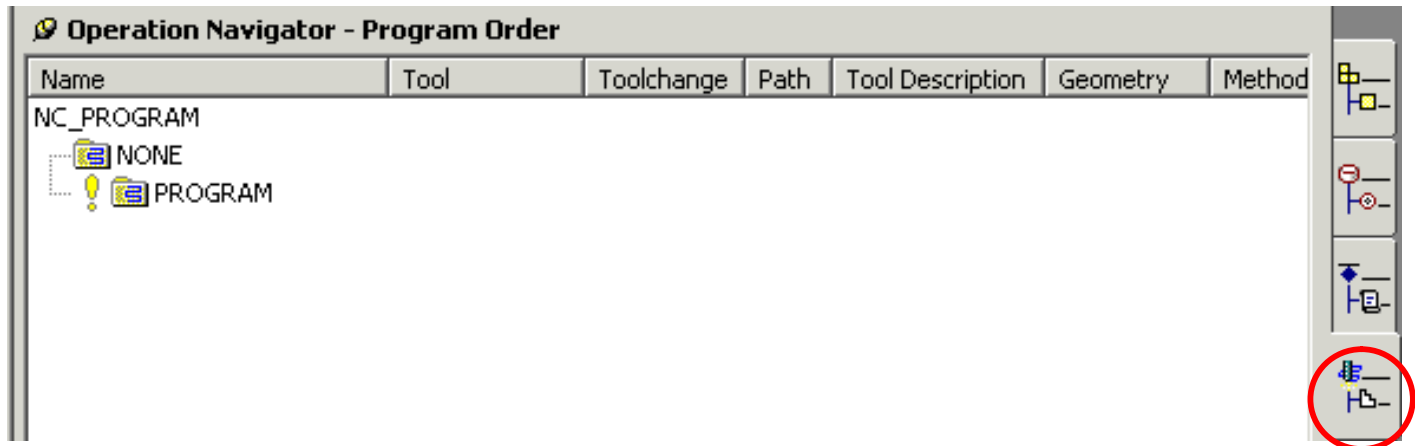 Operation Navigator - Program Order
Name Tool Toolchange Path Tool Description Geometry Method
NC_PROGRAM
NONE
PROGRAM